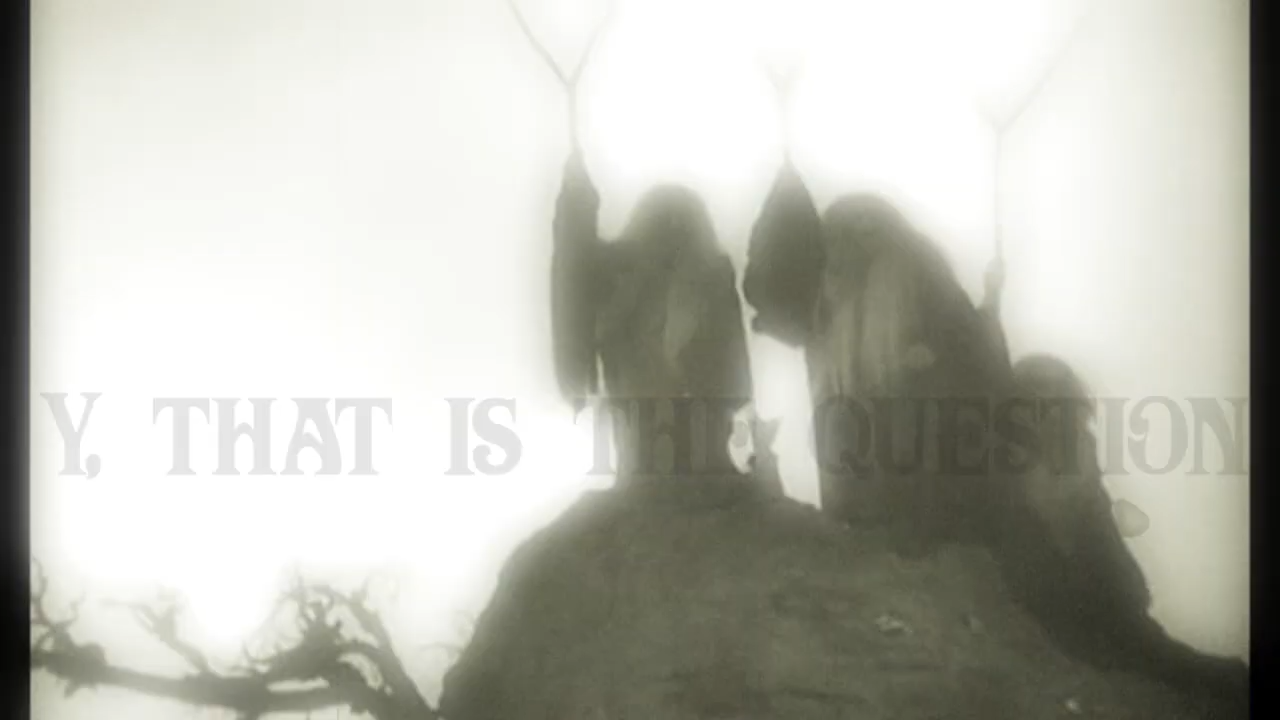 Y, THAT IS THE QUESTION